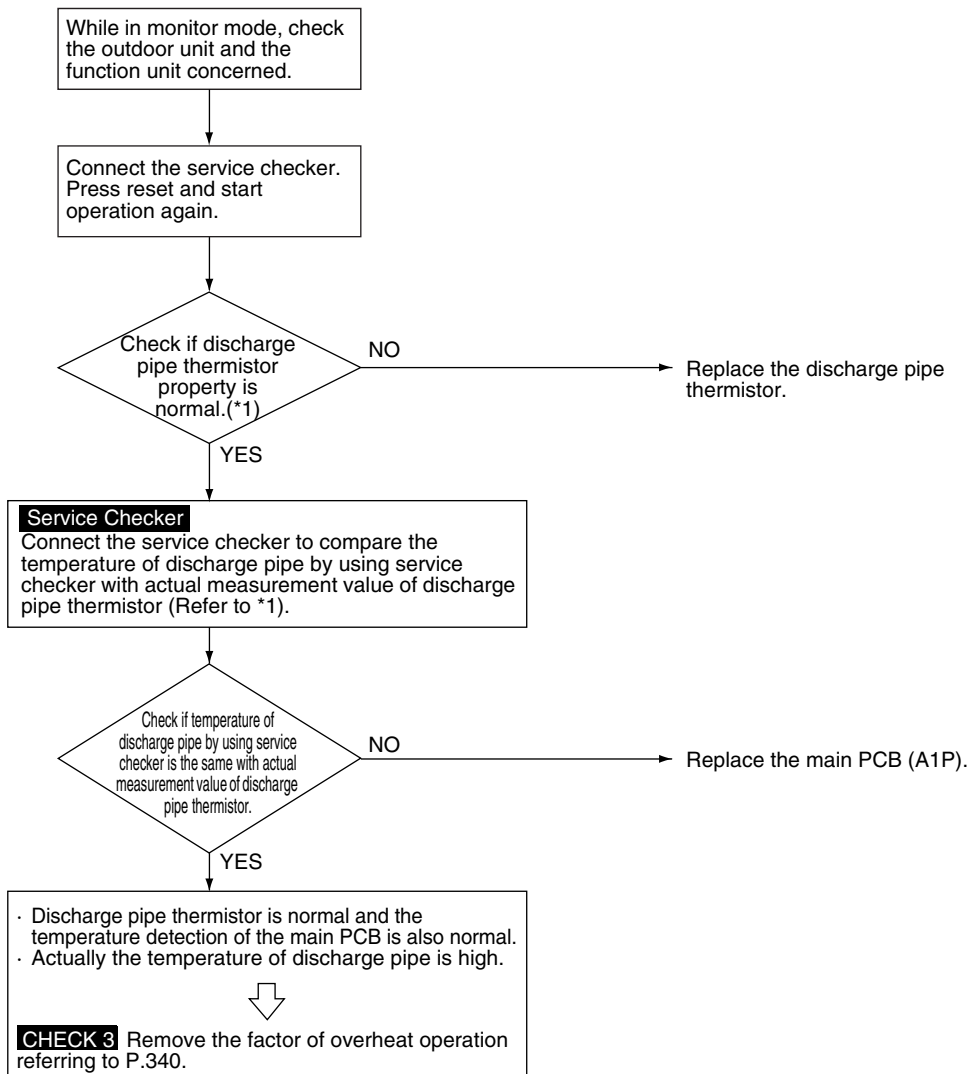 While in monitor mode, check
the outdoor unit and the
function unit concerned.
Connect the service checker.
Press reset and start
operation again.
Check if discharge
pipe thermistor
property is
normal.(*1)
NO
Replace the discharge pipe
thermistor.
YES
Service Checker
Connect the service checker to compare the
temperature of discharge pipe by using service
checker with actual measurement value of discharge
pipe thermistor (Refer to *1).
Check if temperature of
discharge pipe by using service
checker is the same with actual
measurement value of discharge
pipe thermistor.
NO
Replace the main PCB (A1P).
YES
· Discharge pipe thermistor is normal and the
temperature detection of the main PCB is also normal.
· Actually the temperature of discharge pipe is high.
CHECK 3 Remove the factor of overheat operation
referring to P.340.